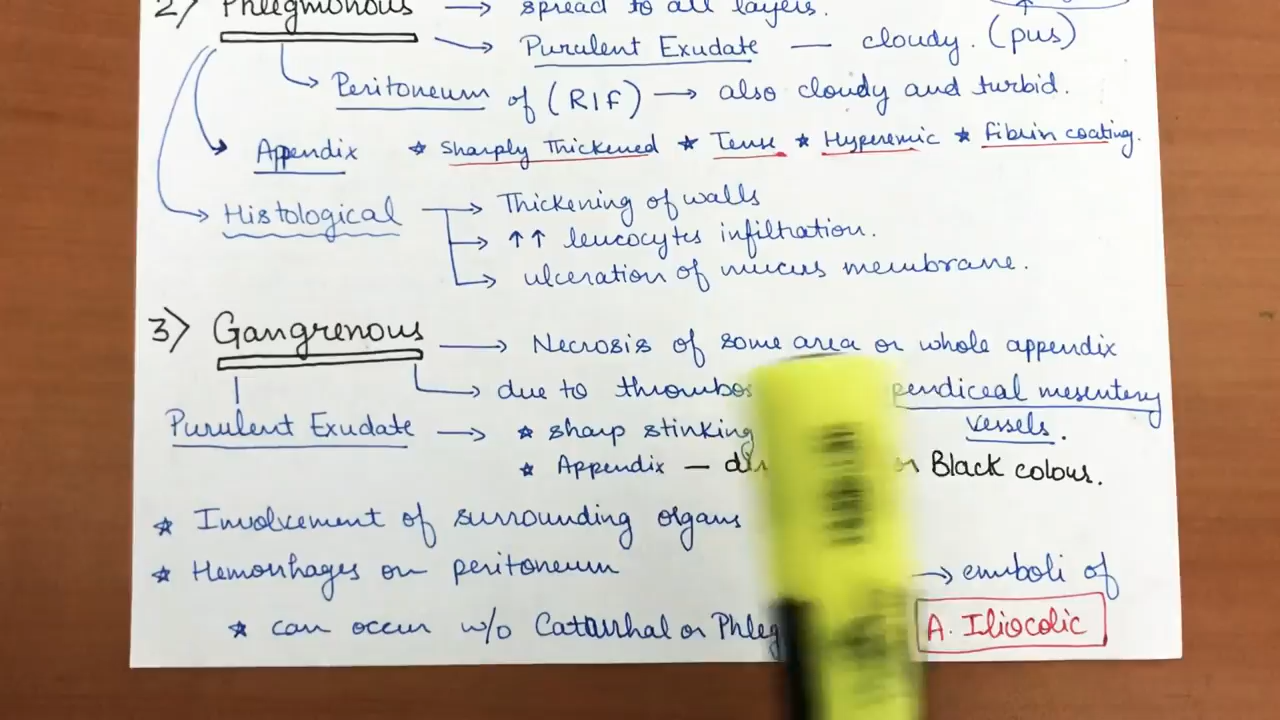 2) Phlegmonous → spread to all layers.
→ Purulent Exudate — cloudy. (pus)
→ Peritoneum of (RIF) → also cloudy and turbid.
→ Appendix * Sharply Thickened * Tense * Hyperemic * Fibrin coating.
→ Histological → Thickening of walls
→ ↑↑ leucocytes infiltration.
→ ulceration of mucus membrane.
3) Gangrenous → Necrosis of some area or whole appendix
→ due to thrombos pendiceal mesentery
vessels.
Purulent Exudate → * sharp stinking
* Appendix — Black colour.
* Involvement of surrounding organs
* Hemorrhages on peritoneum → emboli of
* can occur w/o Catarrhal or Phleg A. Iliocolic